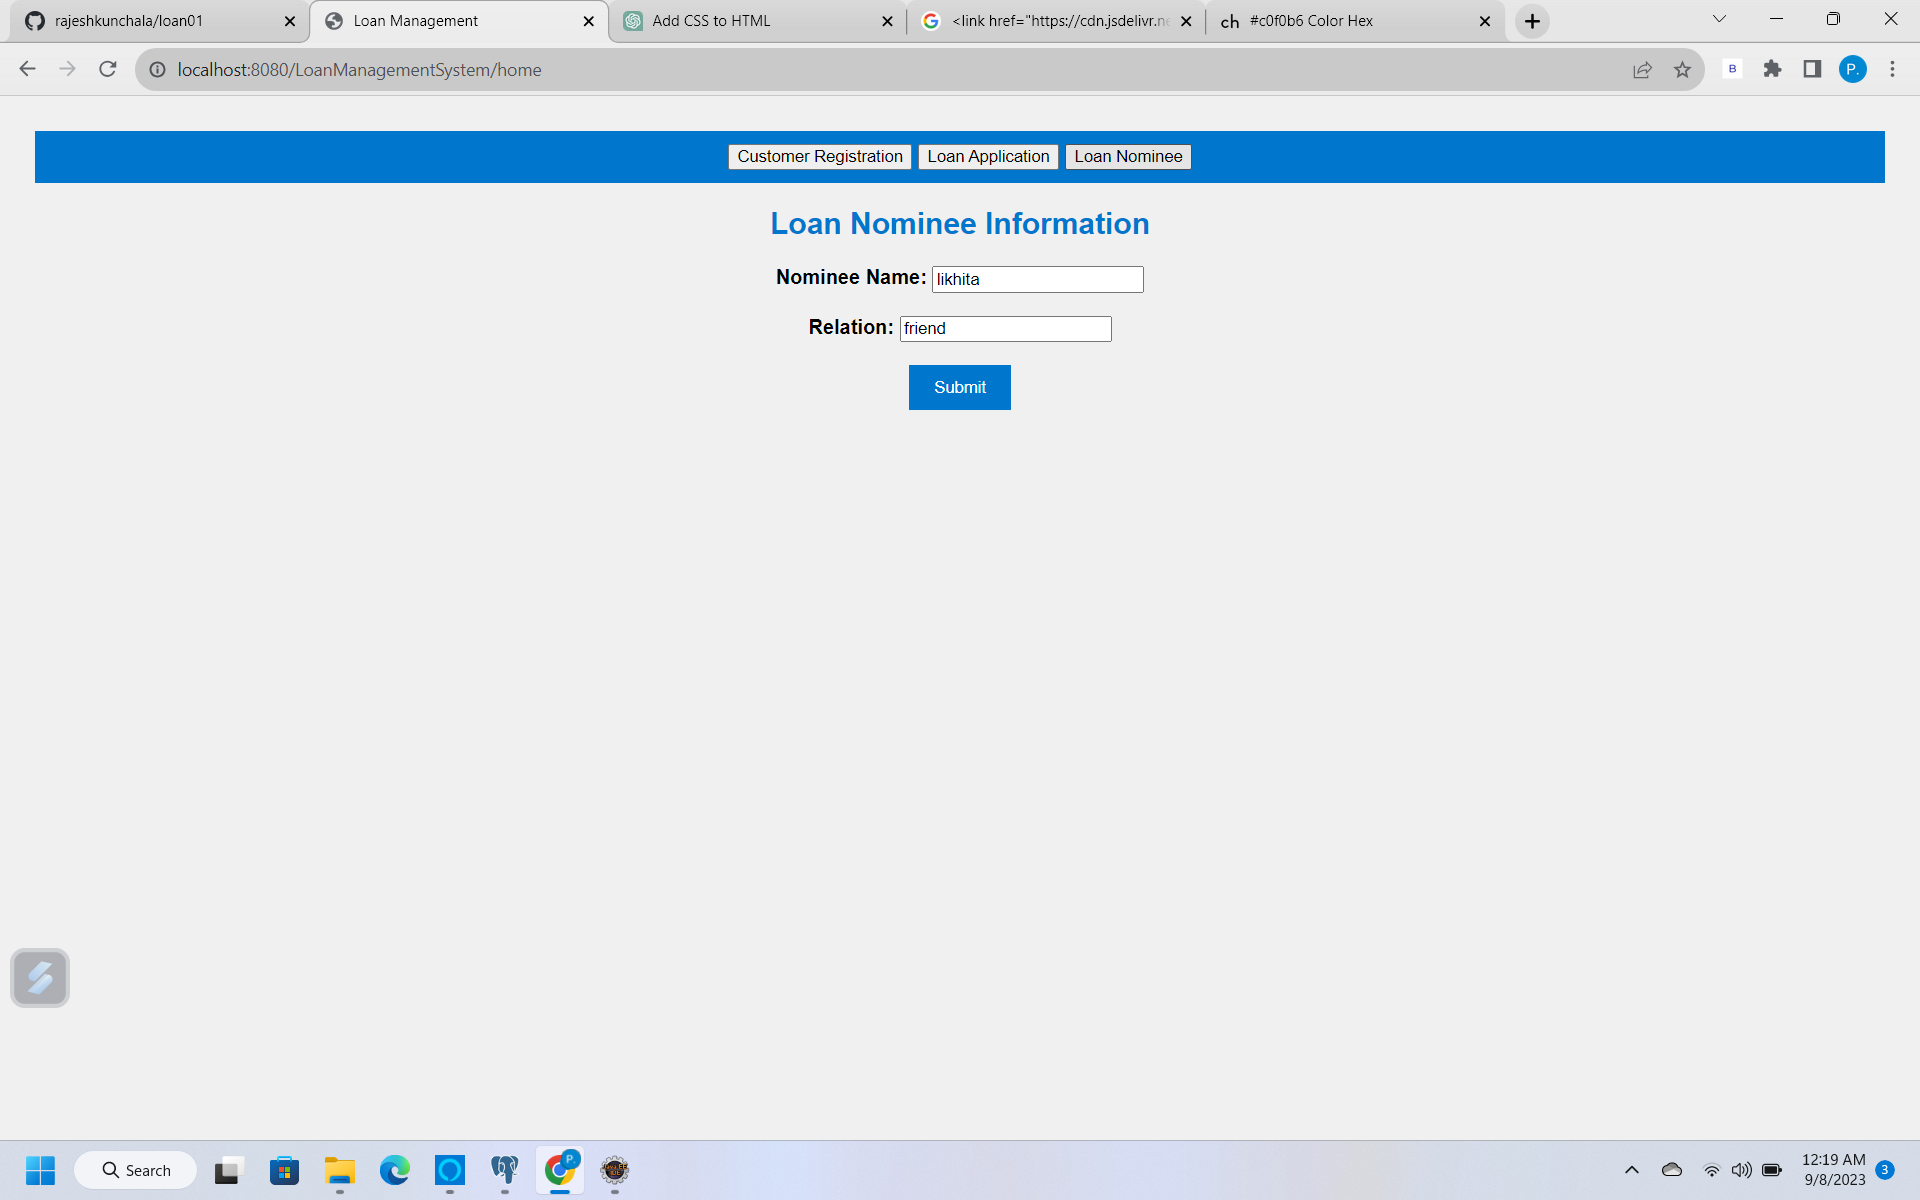 rajeshkunchala/loan01
Loan Management
Add CSS to HTML
<link href="https://cdn.jsdelivr.ne
ch #c0f0b6 Color Hex
localhost:8080/LoanManagementSystem/home
B
P.
Customer Registration Loan Application Loan Nominee
Loan Nominee Information
Nominee Name: likhita
Relation: friend
Submit
Search
P.
12:19 AM
9/8/2023
3